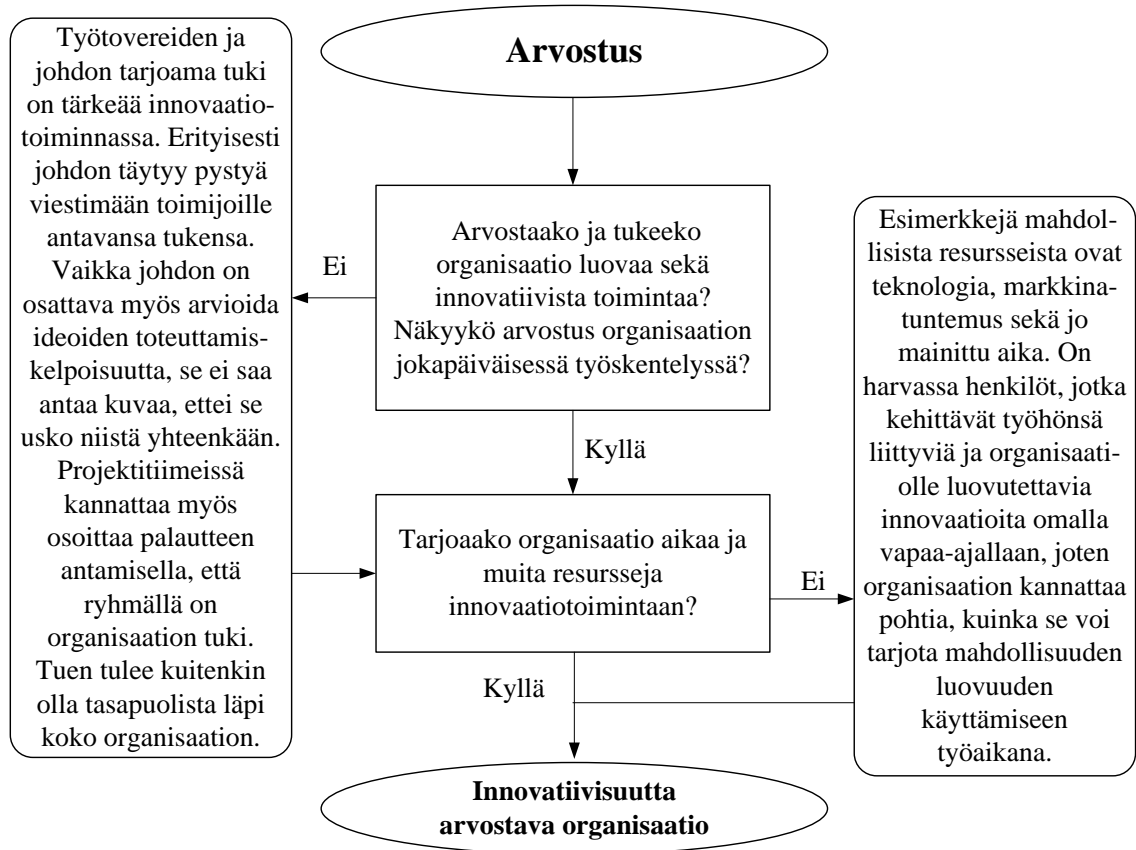 Arvostus
Työtovereiden ja
johdon tarjoama tuki
on tärkeää innovaatio-
toiminnassa. Erityisesti
johdon täytyy pystyä
viestimään toimijoille
antavansa tukensa.
Vaikka johdon on
osattava myös arvioida
ideoiden toteuttamis-
kelpoisuutta, se ei saa
antaa kuvaa, ettei se
usko niistä yhteenkään.
Projektitiimeissä
kannattaa myös
osoittaa palautteen
antamisella, että
ryhmällä on
organisaation tuki.
Tuen tulee kuitenkin
olla tasapuolista läpi
koko organisaation.
Ei
Arvostaako ja tukeeko
organisaatio luovaa sekä
innovatiivista toimintaa?
Näkyykö arvostus organisaation
jokapäiväisessä työskentelyssä?
Kyllä
Tarjoaako organisaatio aikaa ja
muita resursseja
innovaatiotoimintaan?
Ei
Esimerkkejä mahdol-
lisista resursseista ovat
teknologia, markkina-
tuntemus sekä jo
mainittu aika. On
harvassa henkilöt, jotka
kehittävät työhönsä
liittyviä ja organisaati-
olle luovutettavia
innovaatioita omalla
vapaa-ajallaan, joten
organisaation kannattaa
pohtia, kuinka se voi
tarjota mahdollisuuden
luovuuden
käyttämiseen
työaikana.
Kyllä
Innovatiivisuutta
arvostava organisaatio